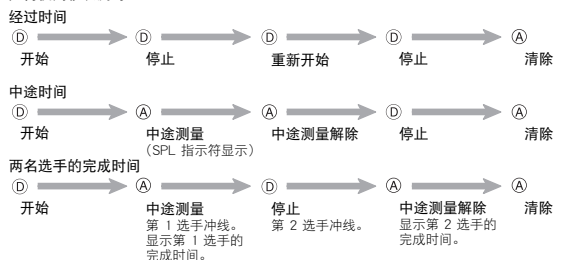 经过时间
Ⓓ Ⓓ Ⓓ Ⓓ Ⓐ
开始 停止 重新开始 停止 清除
中途时间
Ⓓ Ⓐ Ⓐ Ⓓ Ⓐ
开始 中途测量 中途测量解除 停止 清除
(SPL 指示符显示)
两名选手的完成时间
Ⓓ Ⓐ Ⓓ Ⓐ Ⓐ
开始 中途测量 停止 中途测量解除 清除
第 1 选手冲线。 第 2 选手冲线。 显示第 2 选手的
显示第 1 选手的 完成时间。
完成时间。